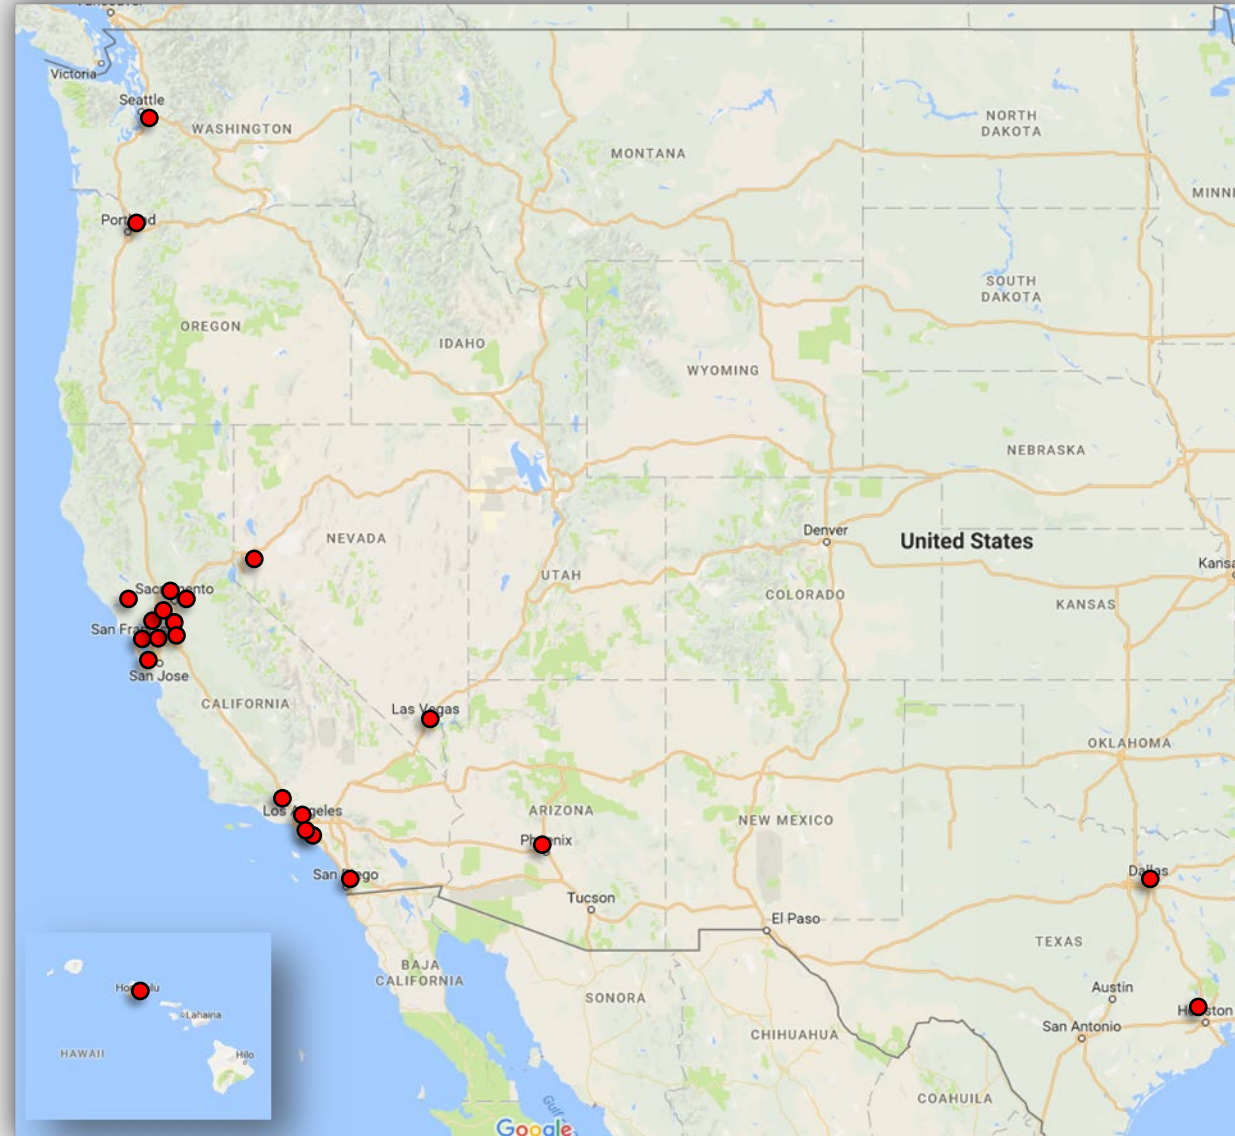 Vancouver
Victoria
Seattle
WASHINGTON
MONTANA
NORTH
DAKOTA
MINNE
Portland
SOUTH
DAKOTA
OREGON
IDAHO
WYOMING
NEBRASKA
NEVADA
Denver
United States
Kansa
UTAH
COLORADO
KANSAS
Sacramento
San Fran
San Jose
CALIFORNIA
Las Vegas
OKLAHOMA
Los Angeles
ARIZONA
NEW MEXICO
Phoenix
San Diego
Dallas
Tucson
El Paso
TEXAS
BAJA
CALIFORNIA
SONORA
Austin
Houston
San Antonio
CHIHUAHUA
Honolulu
Lahaina
HAWAII
Hilo
COAHUILA
Gulf
Google